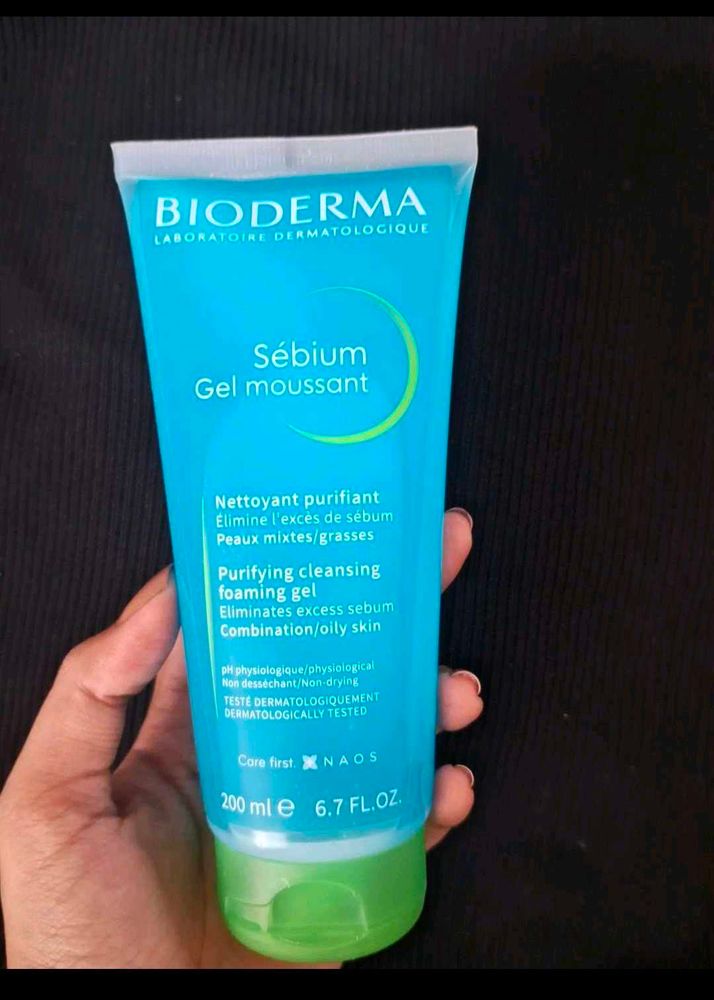 BIODERMA
LABORATOIRE DERMATOLOGIQUE
Sébium
Gel moussant
Nettoyant purifiant
Élimine l'excès de sébum
Peaux mixtes/grasses
Purifying cleansing
foaming gel
Eliminates excess sebum
Combination/oily skin
pH physiologique/physiological
Non desséchant/Non-drying
TESTÉ DERMATOLOGIQUEMENT
DERMATOLOGICALLY TESTED
Care first. NAOS
200 ml e 6.7 FL.OZ.